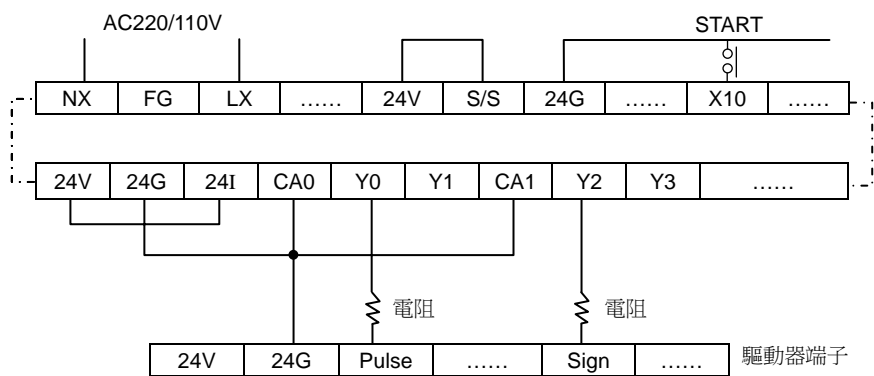 AC220/110V
START
NX FG LX ...... 24V S/S 24G ...... X10 ......
24V 24G 24I CA0 Y0 Y1 CA1 Y2 Y3 ......
電阻 電阻
24V 24G Pulse ...... Sign ...... 驅動器端子